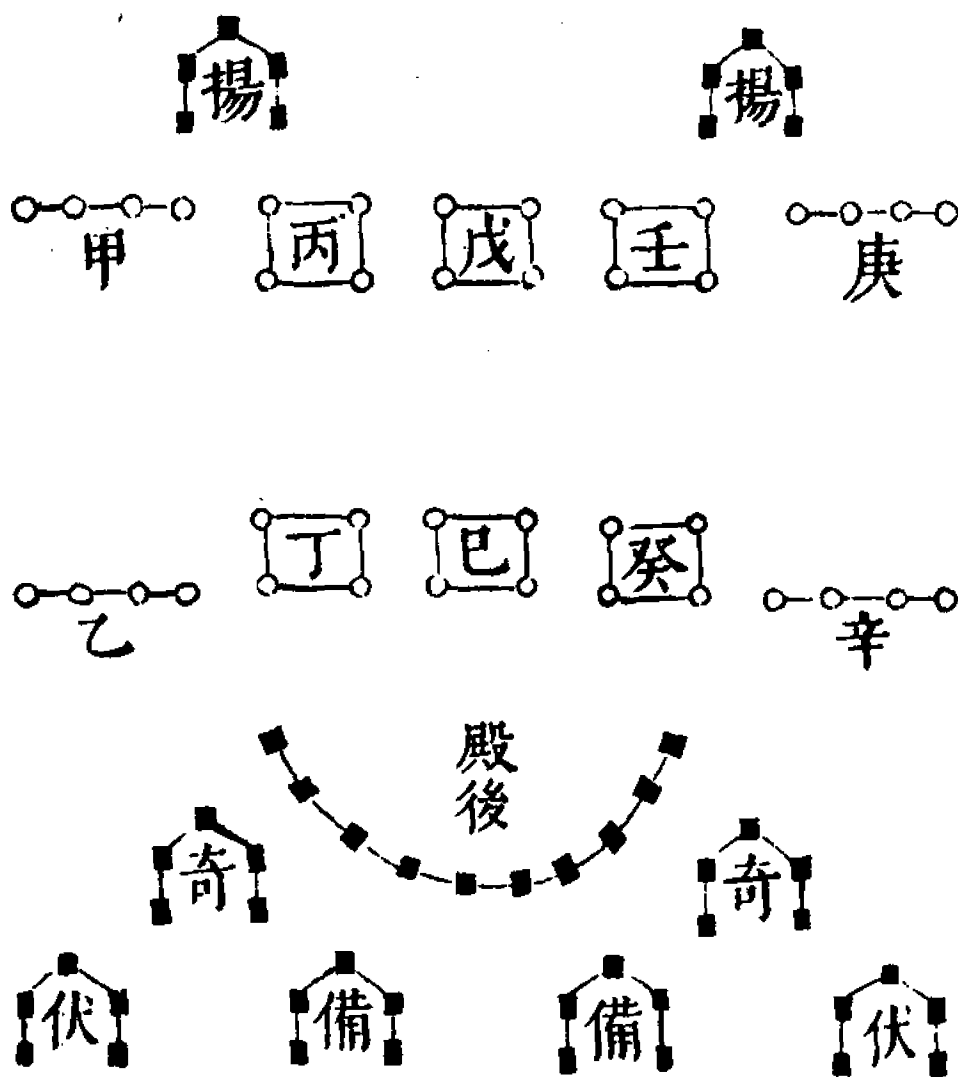 揚 揚
甲 丙 戊 壬 庚
丁 巳 癸
乙 辛
殿後
奇 奇
伏 備 備 伏